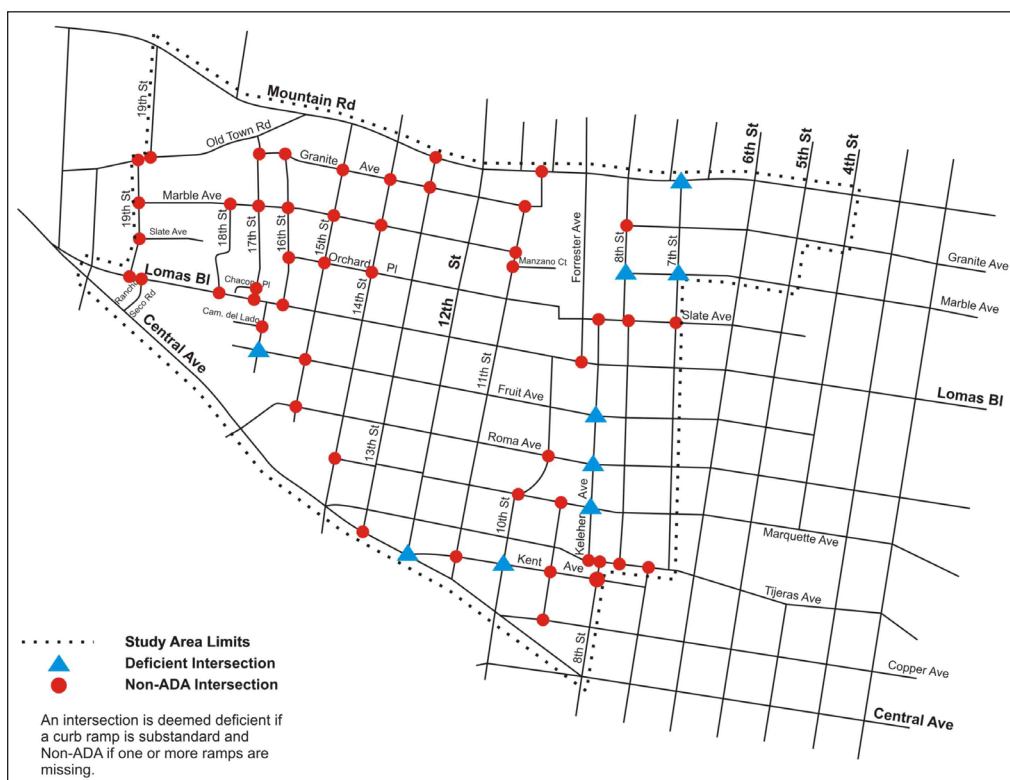 19th St
Mountain Rd
Old Town Rd
6th St
5th St
4th St
Granite
Ave
Marble Ave
19th St
18th St
17th St
16th St
15th St
Forrester Ave
8th St
7th St
Slate Ave
Orchard
Pl
Manzano Ct
Granite Ave
Lomas Bl
Chacon Pl
14th St
12th
St
Marble Ave
Rancho
Seco Rd
Cam. del Lado
Slate Ave
Central Ave
11th St
Fruit Ave
Lomas Bl
Roma Ave
13th St
10th St
Keleher
Ave
Marquette Ave
Kent
Ave
Tijeras Ave
8th St
Copper Ave
Central Ave
Study Area Limits
Deficient Intersection
Non-ADA Intersection
An intersection is deemed deficient if
a curb ramp is substandard and
Non-ADA if one or more ramps are
missing.